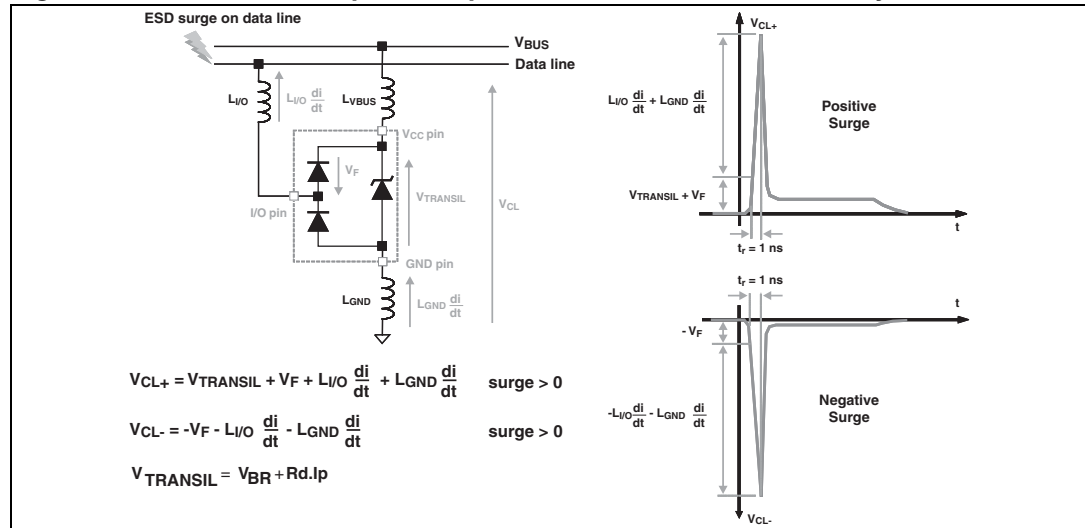 ESD surge on data line
VBUS
Data line
LI/O
LI/O di/dt
LVBUS
VCC pin
VF
VTRANSIL
VCL
I/O pin
GND pin
LGND
LGND di/dt
VCL+ = VTRANSIL + VF + LI/O di/dt + LGND di/dt surge > 0
VCL- = -VF - LI/O di/dt - LGND di/dt surge > 0
VTRANSIL = VBR + Rd.Ip
VCL+
LI/O di/dt + LGND di/dt
Positive
Surge
VTRANSIL + VF
t
tr = 1 ns
tr = 1 ns
t
- VF
-LI/O di/dt - LGND di/dt
Negative
Surge
VCL-